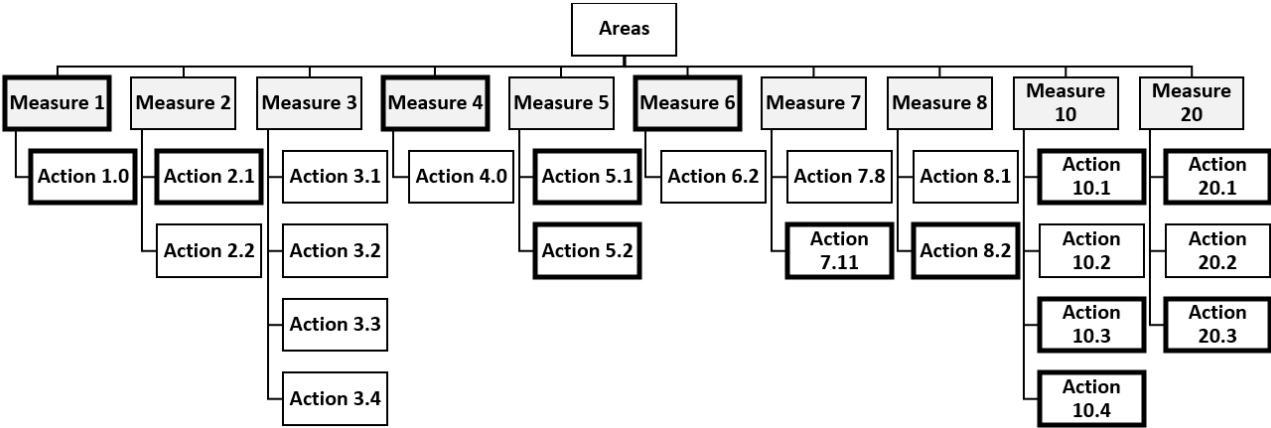 Areas
Measure 1
Measure 2
Measure 3
Measure 4
Measure 5
Measure 6
Measure 7
Measure 8
Measure
10
Measure
20
Action 1.0
Action 2.1
Action 3.1
Action 4.0
Action 5.1
Action 6.2
Action 7.8
Action 8.1
Action
10.1
Action
20.1
Action 2.2
Action 3.2
Action 5.2
Action
7.11
Action 8.2
Action
10.2
Action
20.2
Action 3.3
Action
10.3
Action
20.3
Action 3.4
Action
10.4